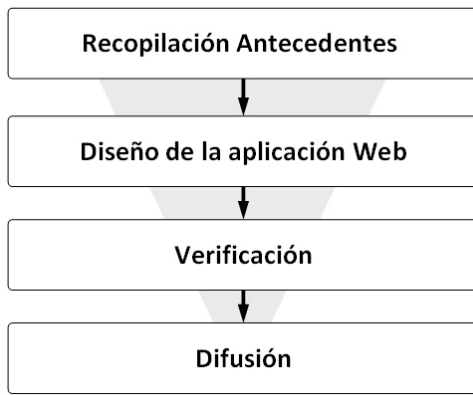 Recopilación Antecedentes
Diseño de la aplicación Web
Verificación
Difusión